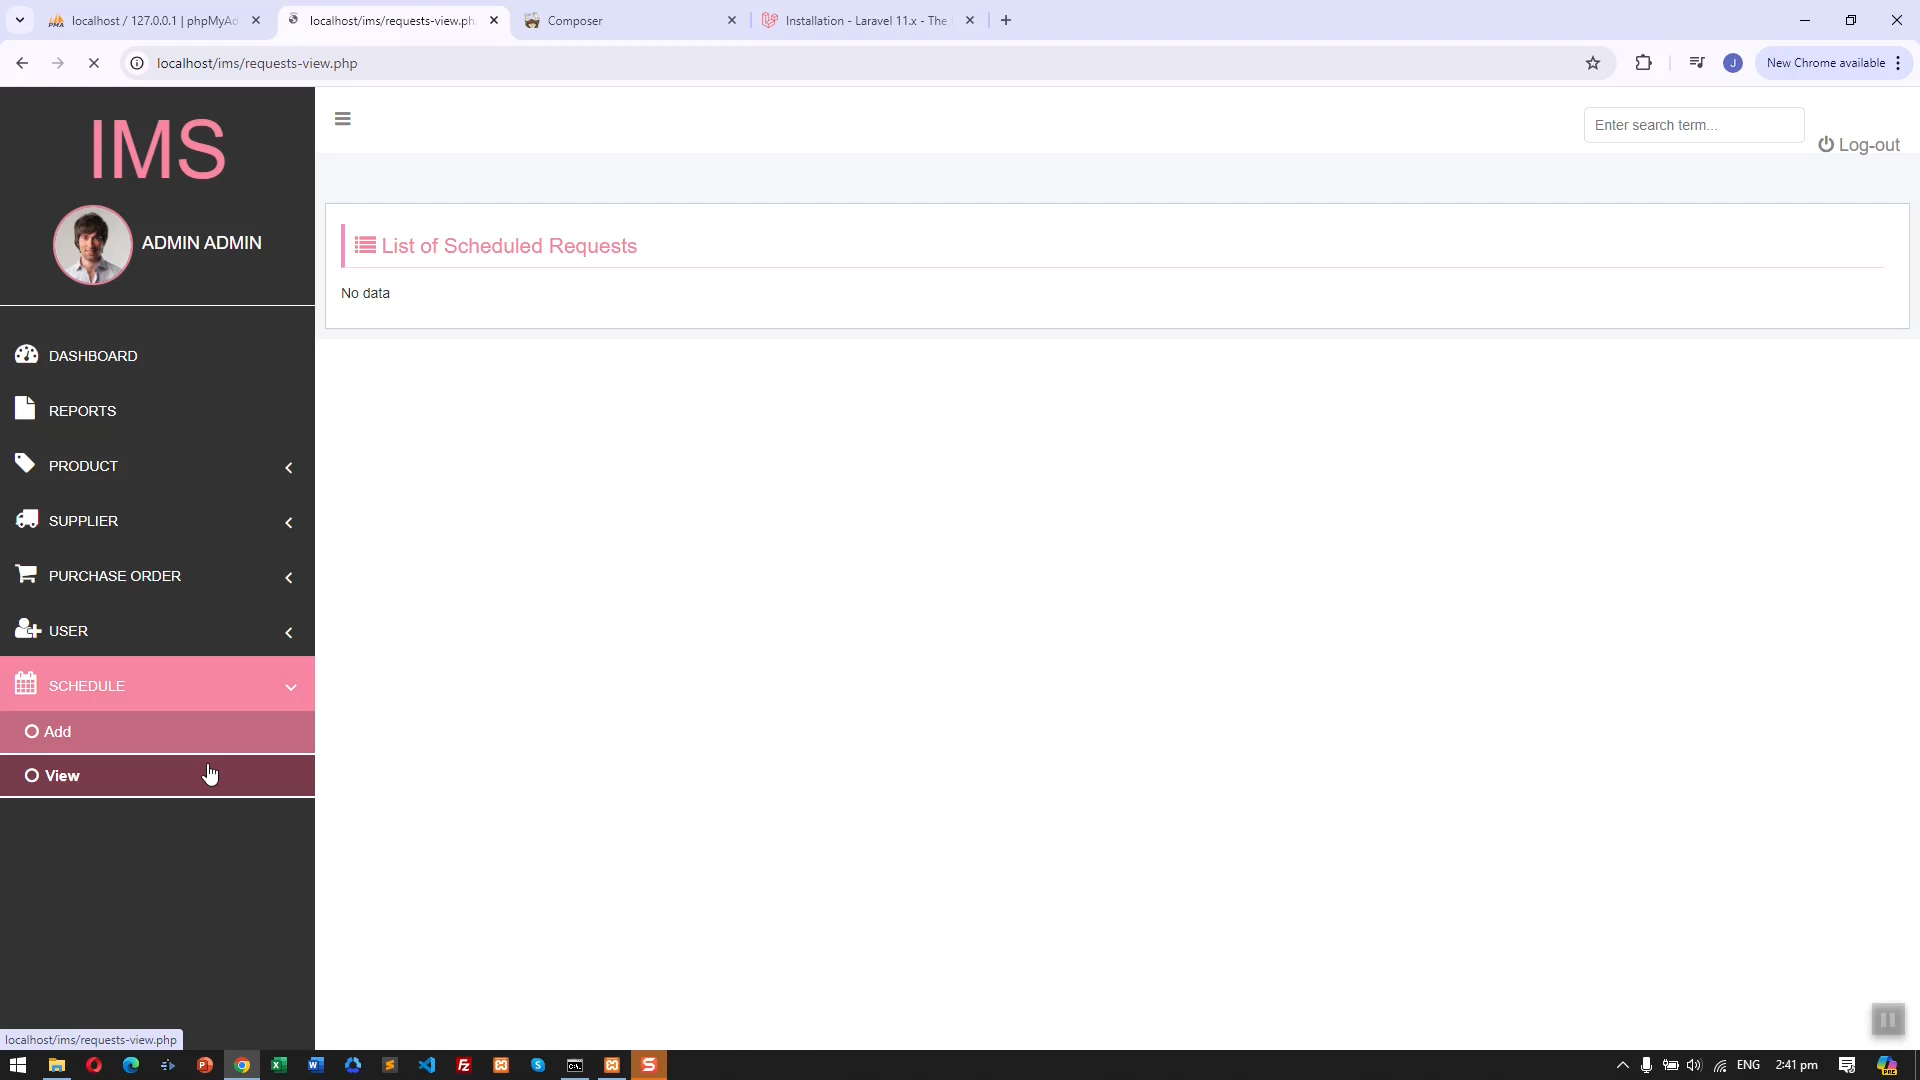 localhost / 127.0.0.1 | phpMyAd
localhost/ims/requests-view.ph
Composer
Installation - Laravel 11.x - The
localhost/ims/requests-view.php
J
New Chrome available
IMS
ADMIN ADMIN
Enter search term...
Log-out
List of Scheduled Requests
No data
DASHBOARD
REPORTS
PRODUCT
SUPPLIER
PURCHASE ORDER
USER
SCHEDULE
Add
View
localhost/ims/requests-view.php
ENG
2:41 pm